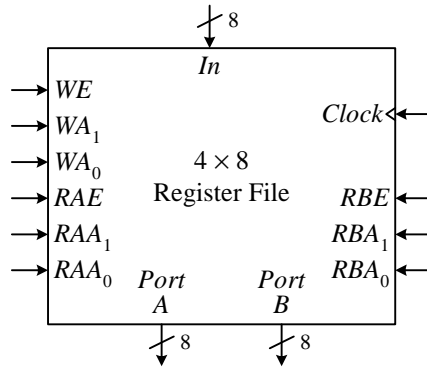 8
In
WE
WA1
Clock
WA0
4 × 8
Register File
RAE
RBE
RAA1
RBA1
RAA0
RBA0
Port
A
Port
B
8
8